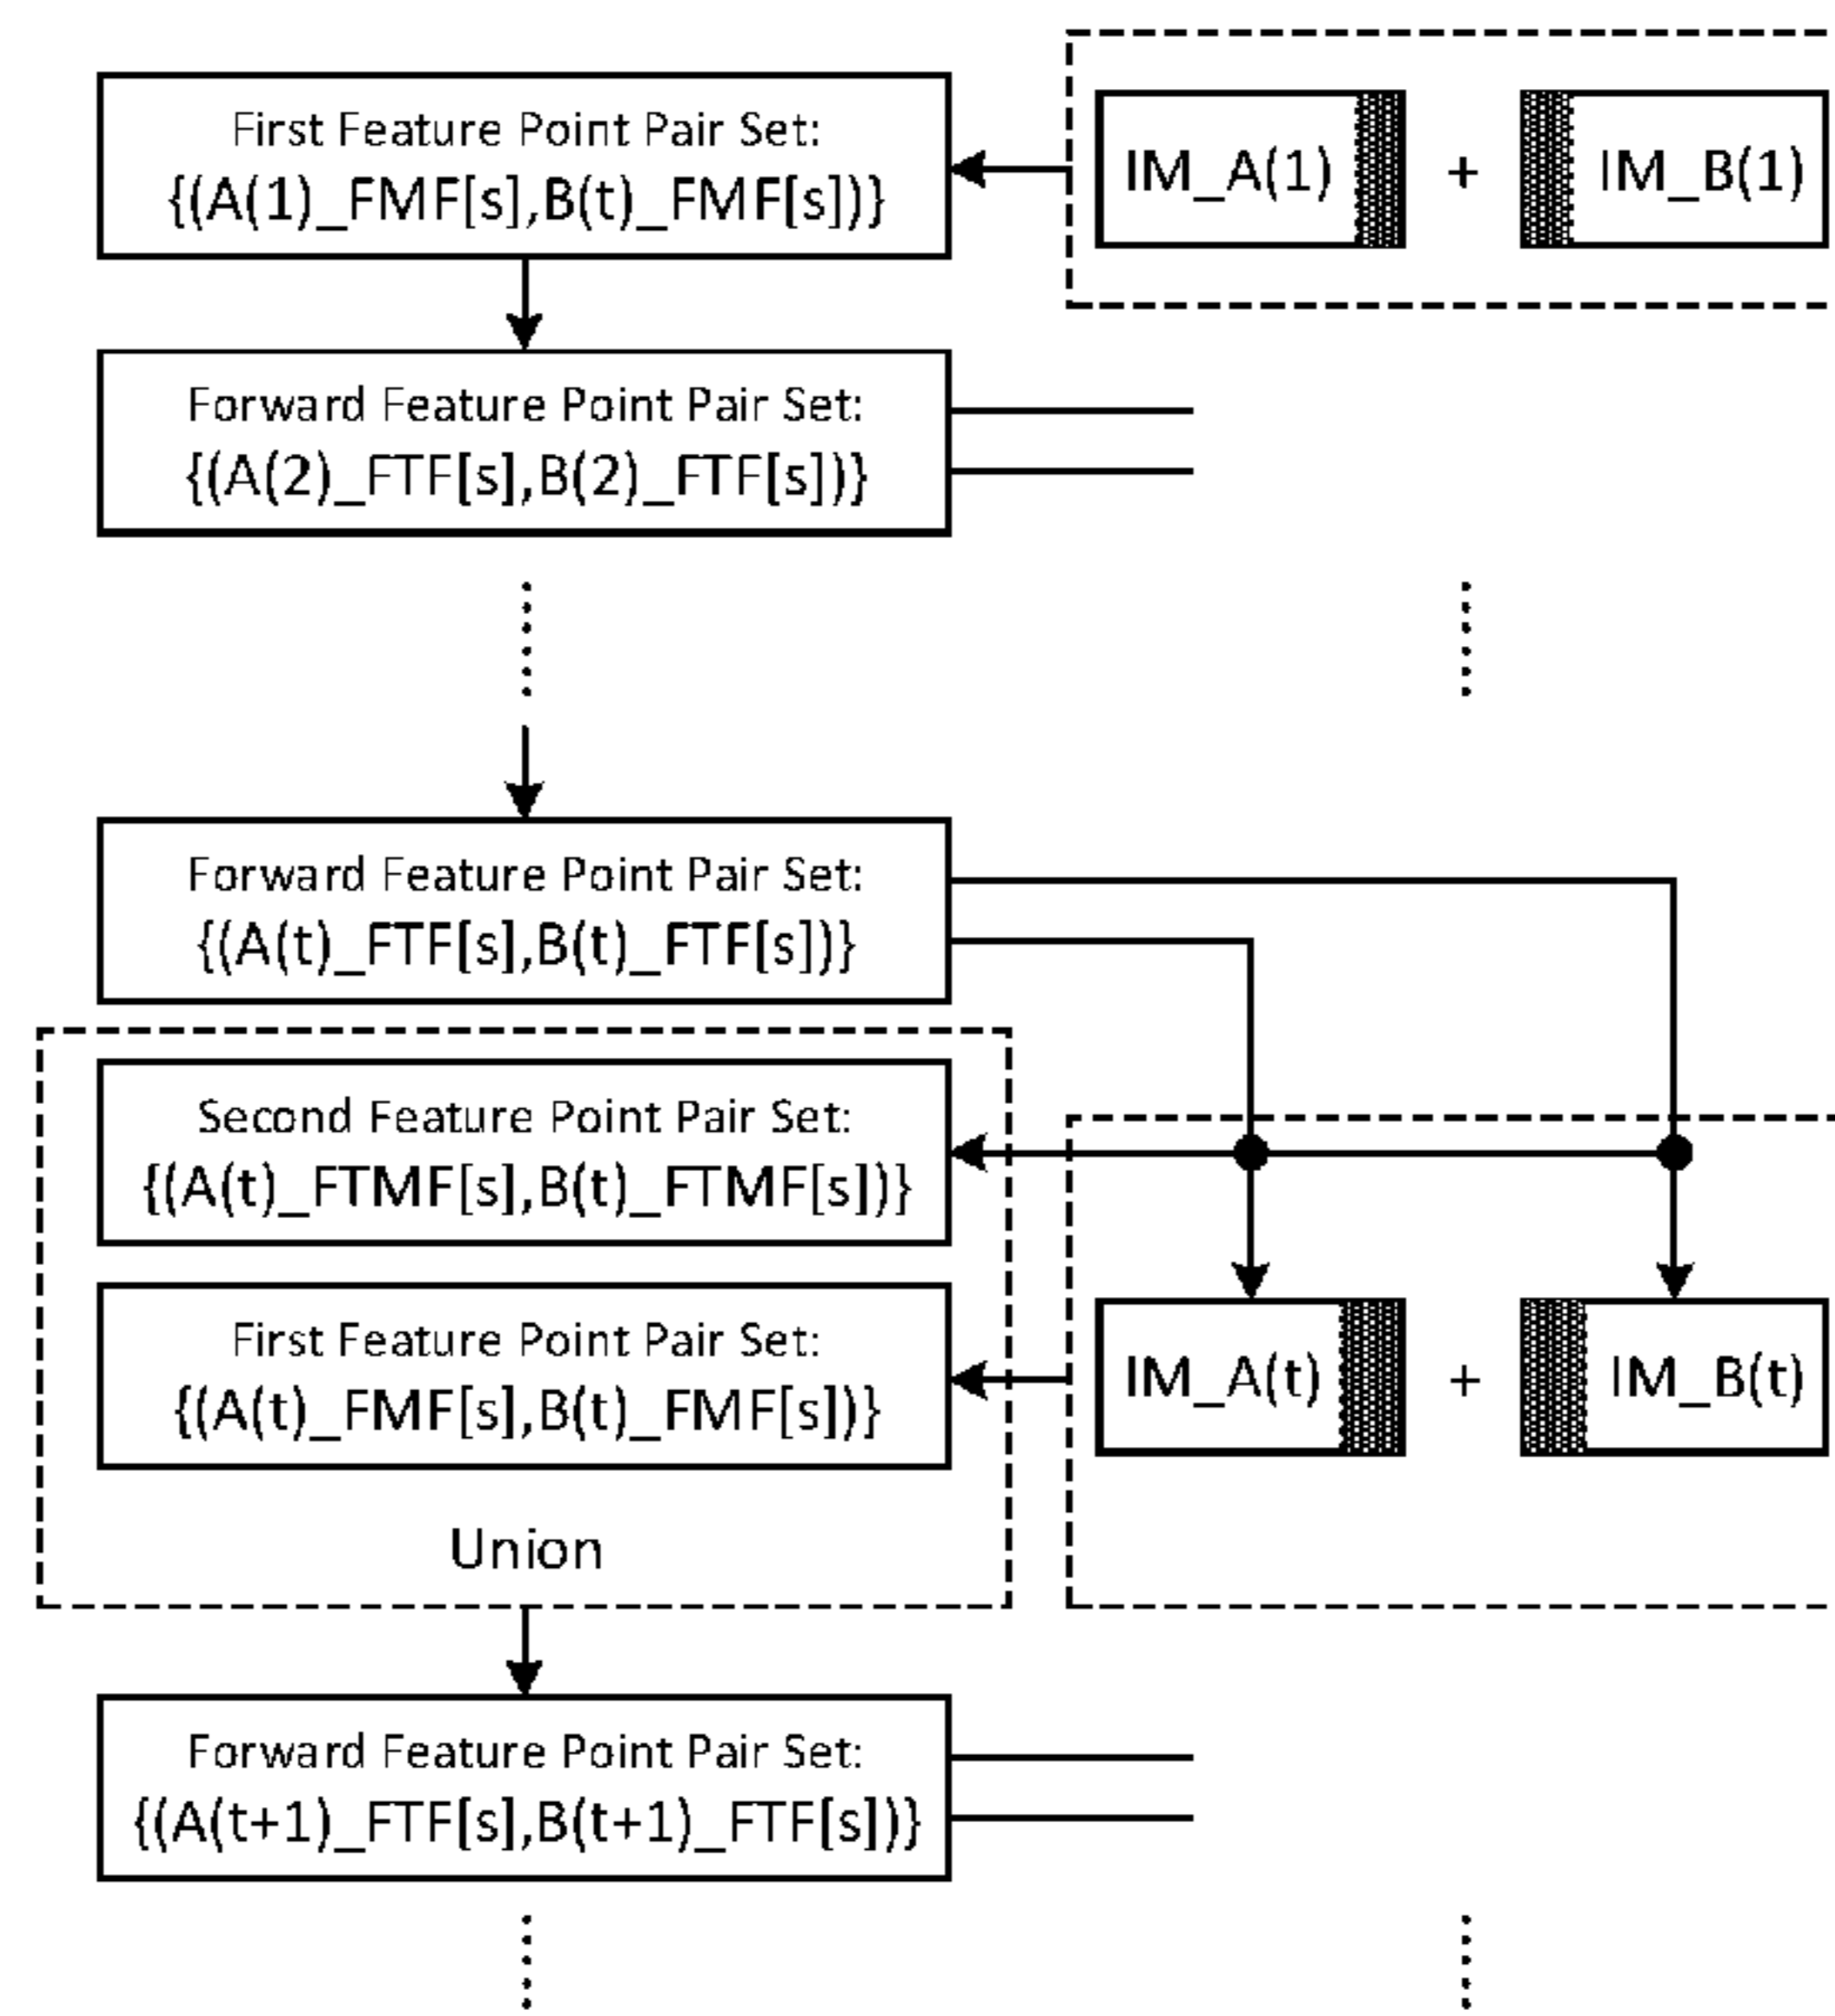 First Feature Point Pair Set:
{(A(1)_FMF[s],B(t)_FMF[s])}
IM_A(1) + IM_B(1)
Forward Feature Point Pair Set:
{(A(2)_FTF[s],B(2)_FTF[s])}
Forward Feature Point Pair Set:
{(A(t)_FTF[s],B(t)_FTF[s])}
Second Feature Point Pair Set:
{(A(t)_FTMF[s],B(t)_FTMF[s])}
First Feature Point Pair Set:
{(A(t)_FMF[s],B(t)_FMF[s])}
IM_A(t) + IM_B(t)
Union
Forward Feature Point Pair Set:
{(A(t+1)_FTF[s],B(t+1)_FTF[s])}